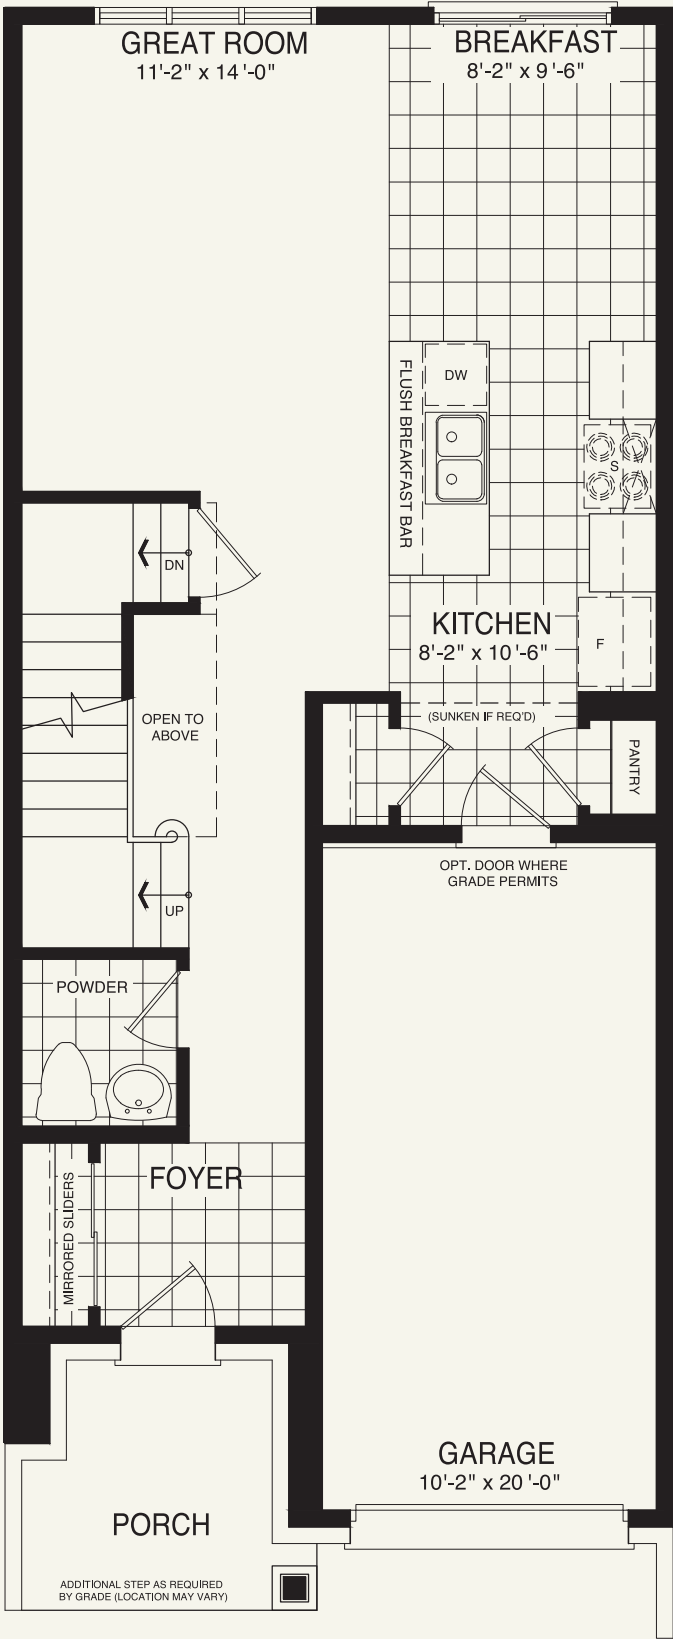 GREAT ROOM
11'-2" x 14'-0"
BREAKFAST
8'-2" x 9'-6"
DW
FLUSH BREAKFAST BAR
S
DN
KITCHEN
8'-2" x 10'-6"
F
OPEN TO
ABOVE
(SUNKEN IF REQ'D)
PANTRY
OPT. DOOR WHERE
GRADE PERMITS
UP
POWDER
FOYER
MIRRORED SLIDERS
GARAGE
10'-2" x 20'-0"
PORCH
ADDITIONAL STEP AS REQUIRED
BY GRADE (LOCATION MAY VARY)